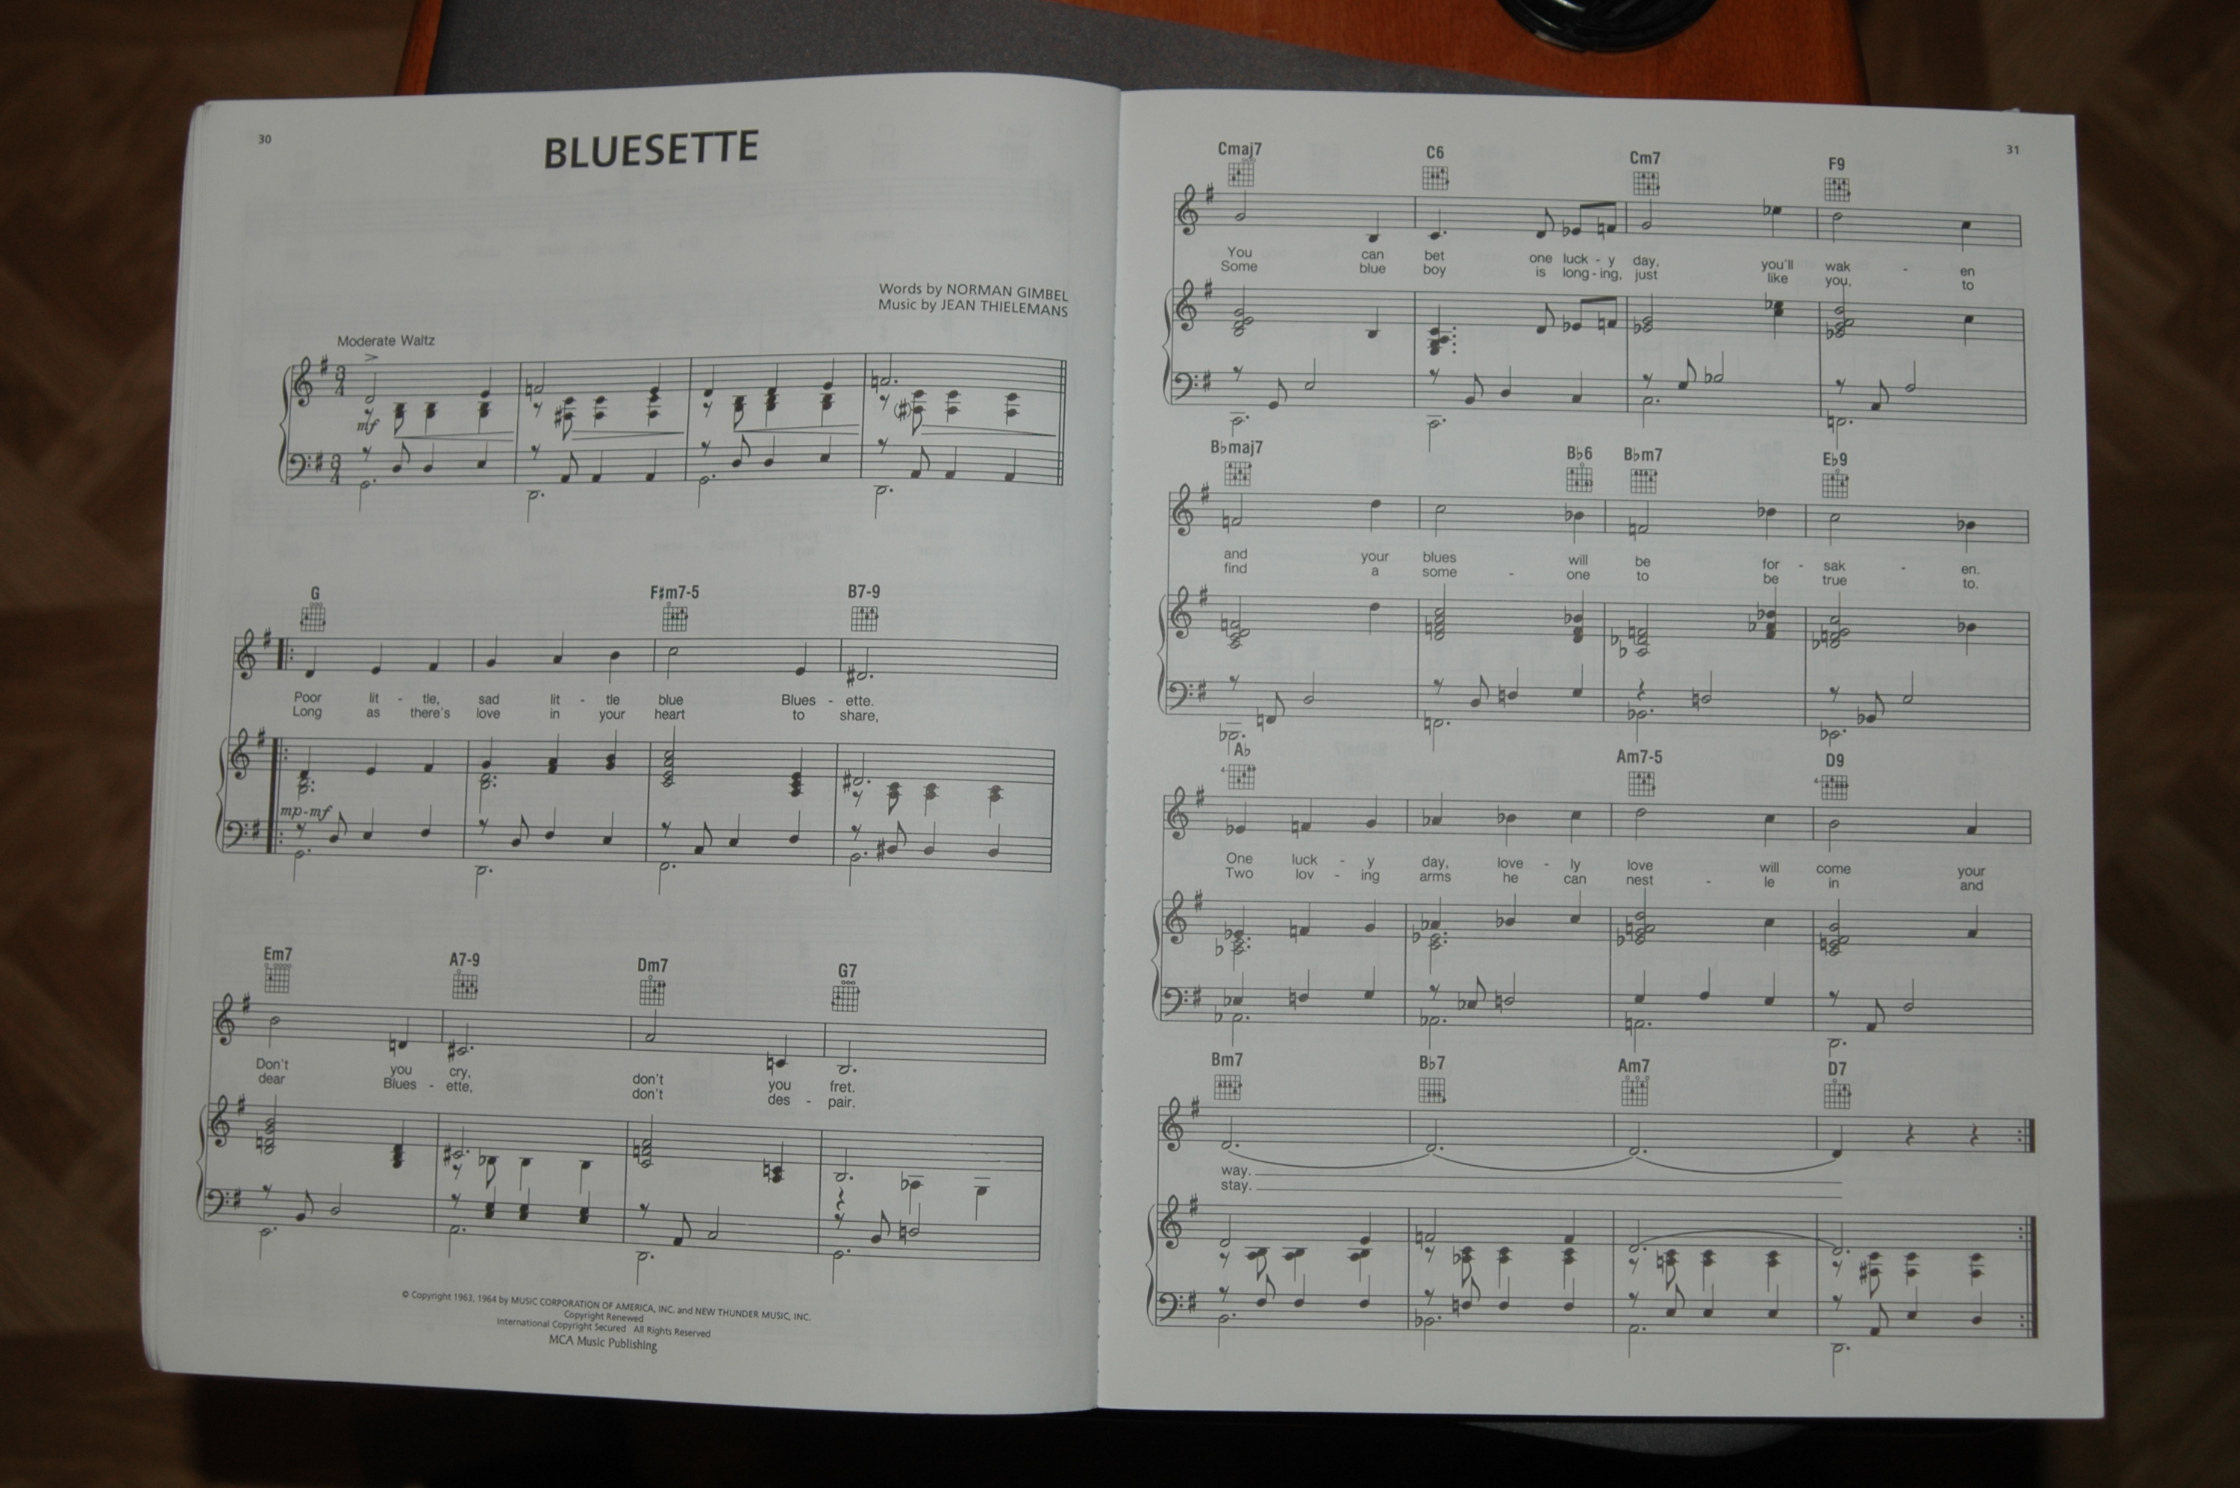 30
BLUESETTE
Words by NORMAN GIMBEL
Music by JEAN THIELEMANS
Moderate Waltz
mf
G F♯m7-5 B7-9
Poor lit - tle, sad lit - tle blue Blues - ette.
Long as there's love in your heart to share,
mp-mf
Em7 A7-9 Dm7 G7
Don't you cry, don't you fret.
dear Blues - ette, don't des - pair.
© Copyright 1963, 1964 by MUSIC CORPORATION OF AMERICA, INC. and NEW THUNDER MUSIC, INC.
Copyright Renewed
International Copyright Secured All Rights Reserved
MCA Music Publishing
31
Cmaj7 C6 Cm7 F9
You can bet one luck - y day, you'll wak - en
Some blue boy is long - ing, just like you, to
B♭maj7 B♭6 B♭m7 E♭9
and your blues will be for - sak - en.
find a some - one to be true to.
A♭ Am7-5 D9
4 4
One luck - y day, love - ly love will come your
Two lov - ing arms he can nest - le in and
Bm7 B♭7 Am7 D7
way.
stay.